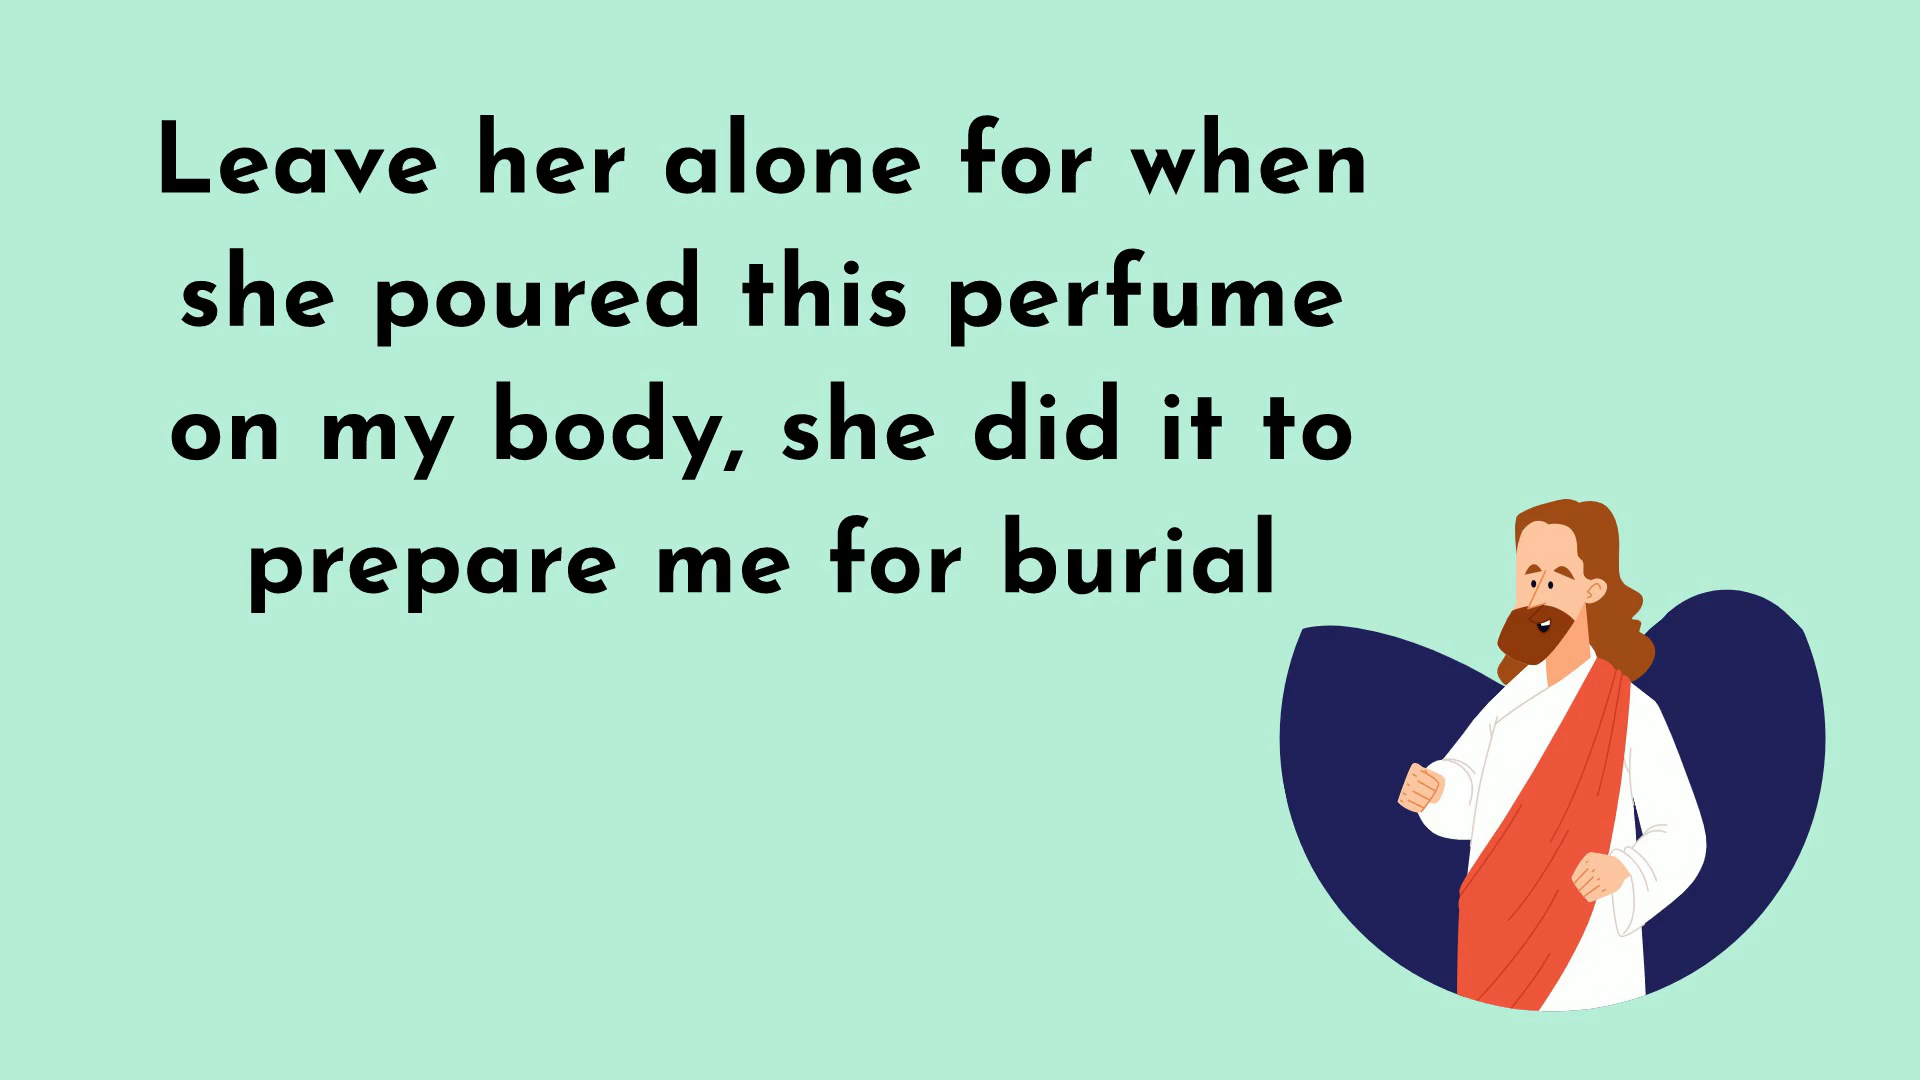 Leave her alone for when
she poured this perfume
on my body, she did it to
prepare me for burial